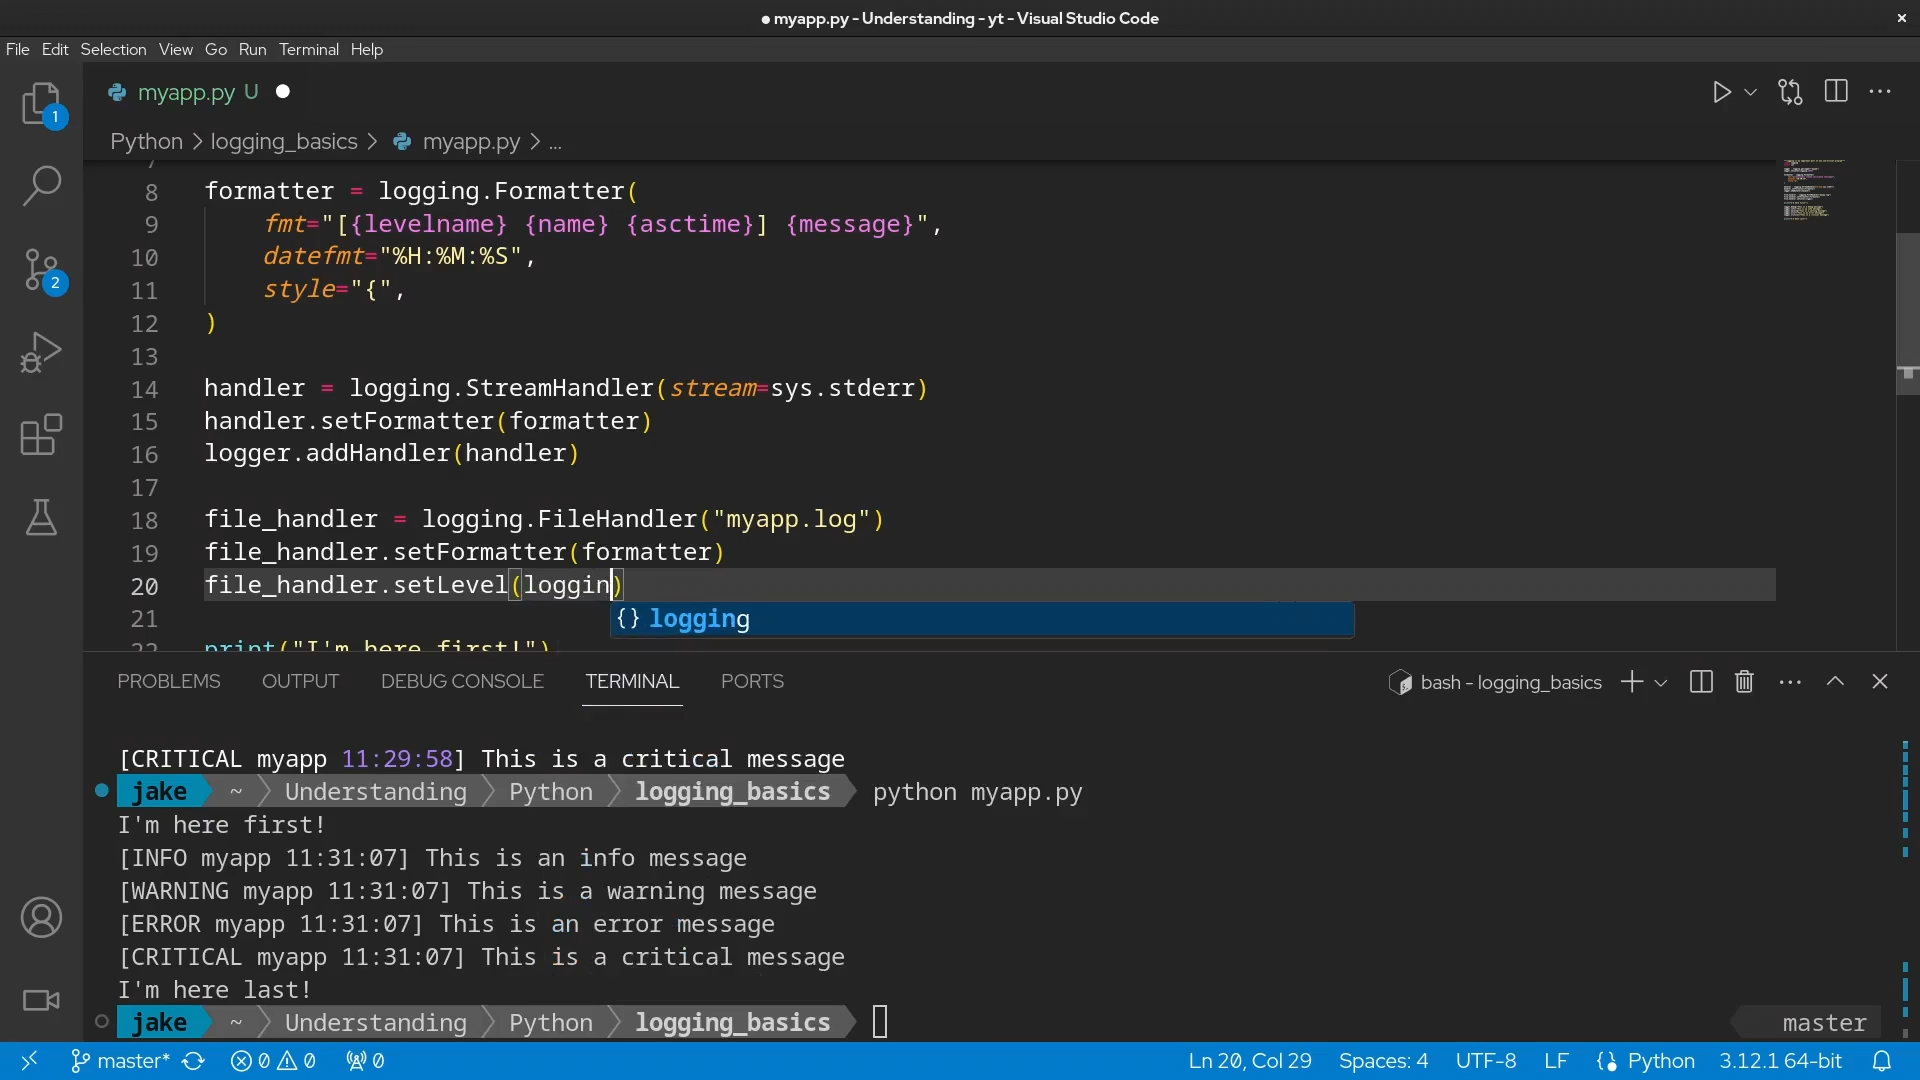 myapp.py - Understanding - yt - Visual Studio Code
File Edit Selection View Go Run Terminal Help
1
myapp.py U
Python > logging_basics > myapp.py > ...
2
7
8 formatter = logging.Formatter(
9 fmt="[{levelname} {name} {asctime}] {message}",
10 datefmt="%H:%M:%S",
11 style="{",
12 )
13
14 handler = logging.StreamHandler(stream=sys.stderr)
15 handler.setFormatter(formatter)
16 logger.addHandler(handler)
17
18 file_handler = logging.FileHandler("myapp.log")
19 file_handler.setFormatter(formatter)
20 file_handler.setLevel(loggin)
{} logging
21
22 print("I'm here first!")
PROBLEMS OUTPUT DEBUG CONSOLE TERMINAL PORTS
bash - logging_basics
[CRITICAL myapp 11:29:58] This is a critical message
jake ~ Understanding Python logging_basics python myapp.py
I'm here first!
[INFO myapp 11:31:07] This is an info message
[WARNING myapp 11:31:07] This is a warning message
[ERROR myapp 11:31:07] This is an error message
[CRITICAL myapp 11:31:07] This is a critical message
I'm here last!
jake ~ Understanding Python logging_basics
master
master* 0 0 0
Ln 20, Col 29 Spaces: 4 UTF-8 LF Python 3.12.1 64-bit